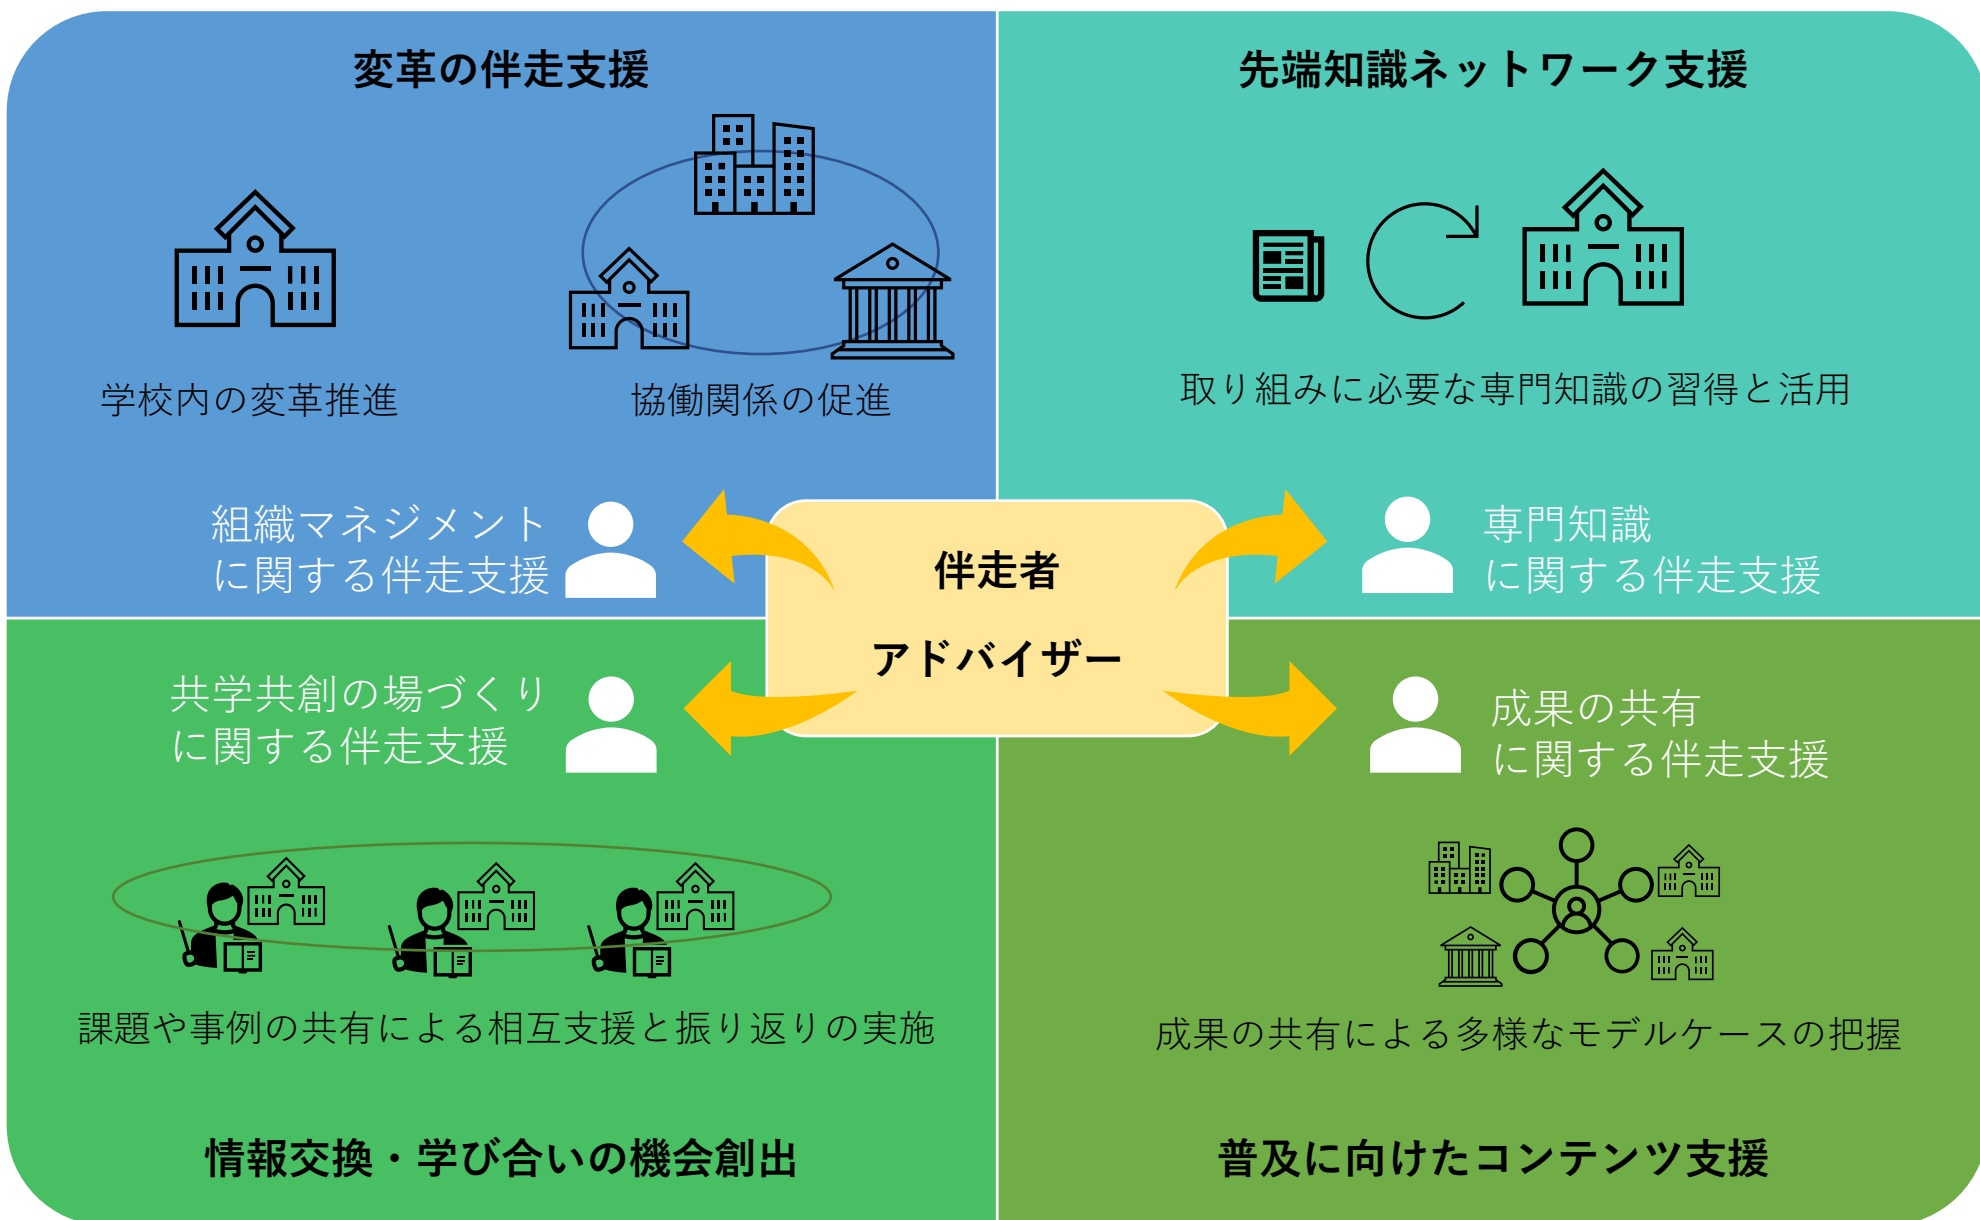 変革の伴走支援
学校内の変革推進
協働関係の促進
組織マネジメント
に関する伴走支援
先端知識ネットワーク支援
取り組みに必要な専門知識の習得と活用
専門知識
に関する伴走支援
伴走者
アドバイザー
共学共創の場づくり
に関する伴走支援
課題や事例の共有による相互支援と振り返りの実施
情報交換・学び合いの機会創出
成果の共有
に関する伴走支援
成果の共有による多様なモデルケースの把握
普及に向けたコンテンツ支援